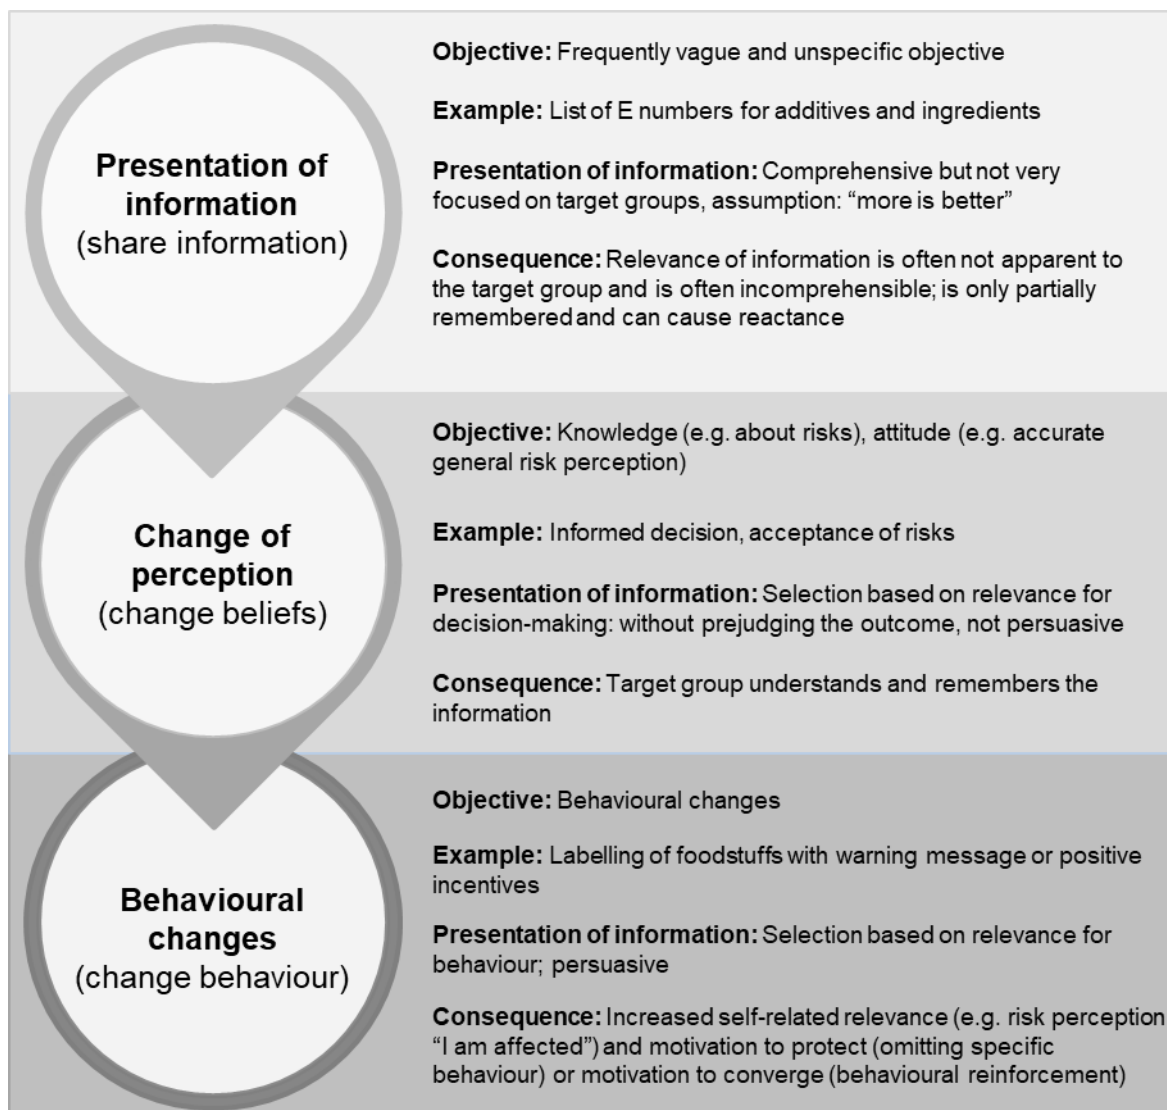 Presentation of
information
(share information)
Objective: Frequently vague and unspecific objective
Example: List of E numbers for additives and ingredients
Presentation of information: Comprehensive but not very
focused on target groups, assumption: “more is better”
Consequence: Relevance of information is often not apparent to
the target group and is often incomprehensible; is only partially
remembered and can cause reactance
Change of
perception
(change beliefs)
Objective: Knowledge (e.g. about risks), attitude (e.g. accurate
general risk perception)
Example: Informed decision, acceptance of risks
Presentation of information: Selection based on relevance for
decision-making: without prejudging the outcome, not persuasive
Consequence: Target group understands and remembers the
information
Behavioural
changes
(change behaviour)
Objective: Behavioural changes
Example: Labelling of foodstuffs with warning message or positive
incentives
Presentation of information: Selection based on relevance for
behaviour; persuasive
Consequence: Increased self-related relevance (e.g. risk perception
“I am affected”) and motivation to protect (omitting specific
behaviour) or motivation to converge (behavioural reinforcement)